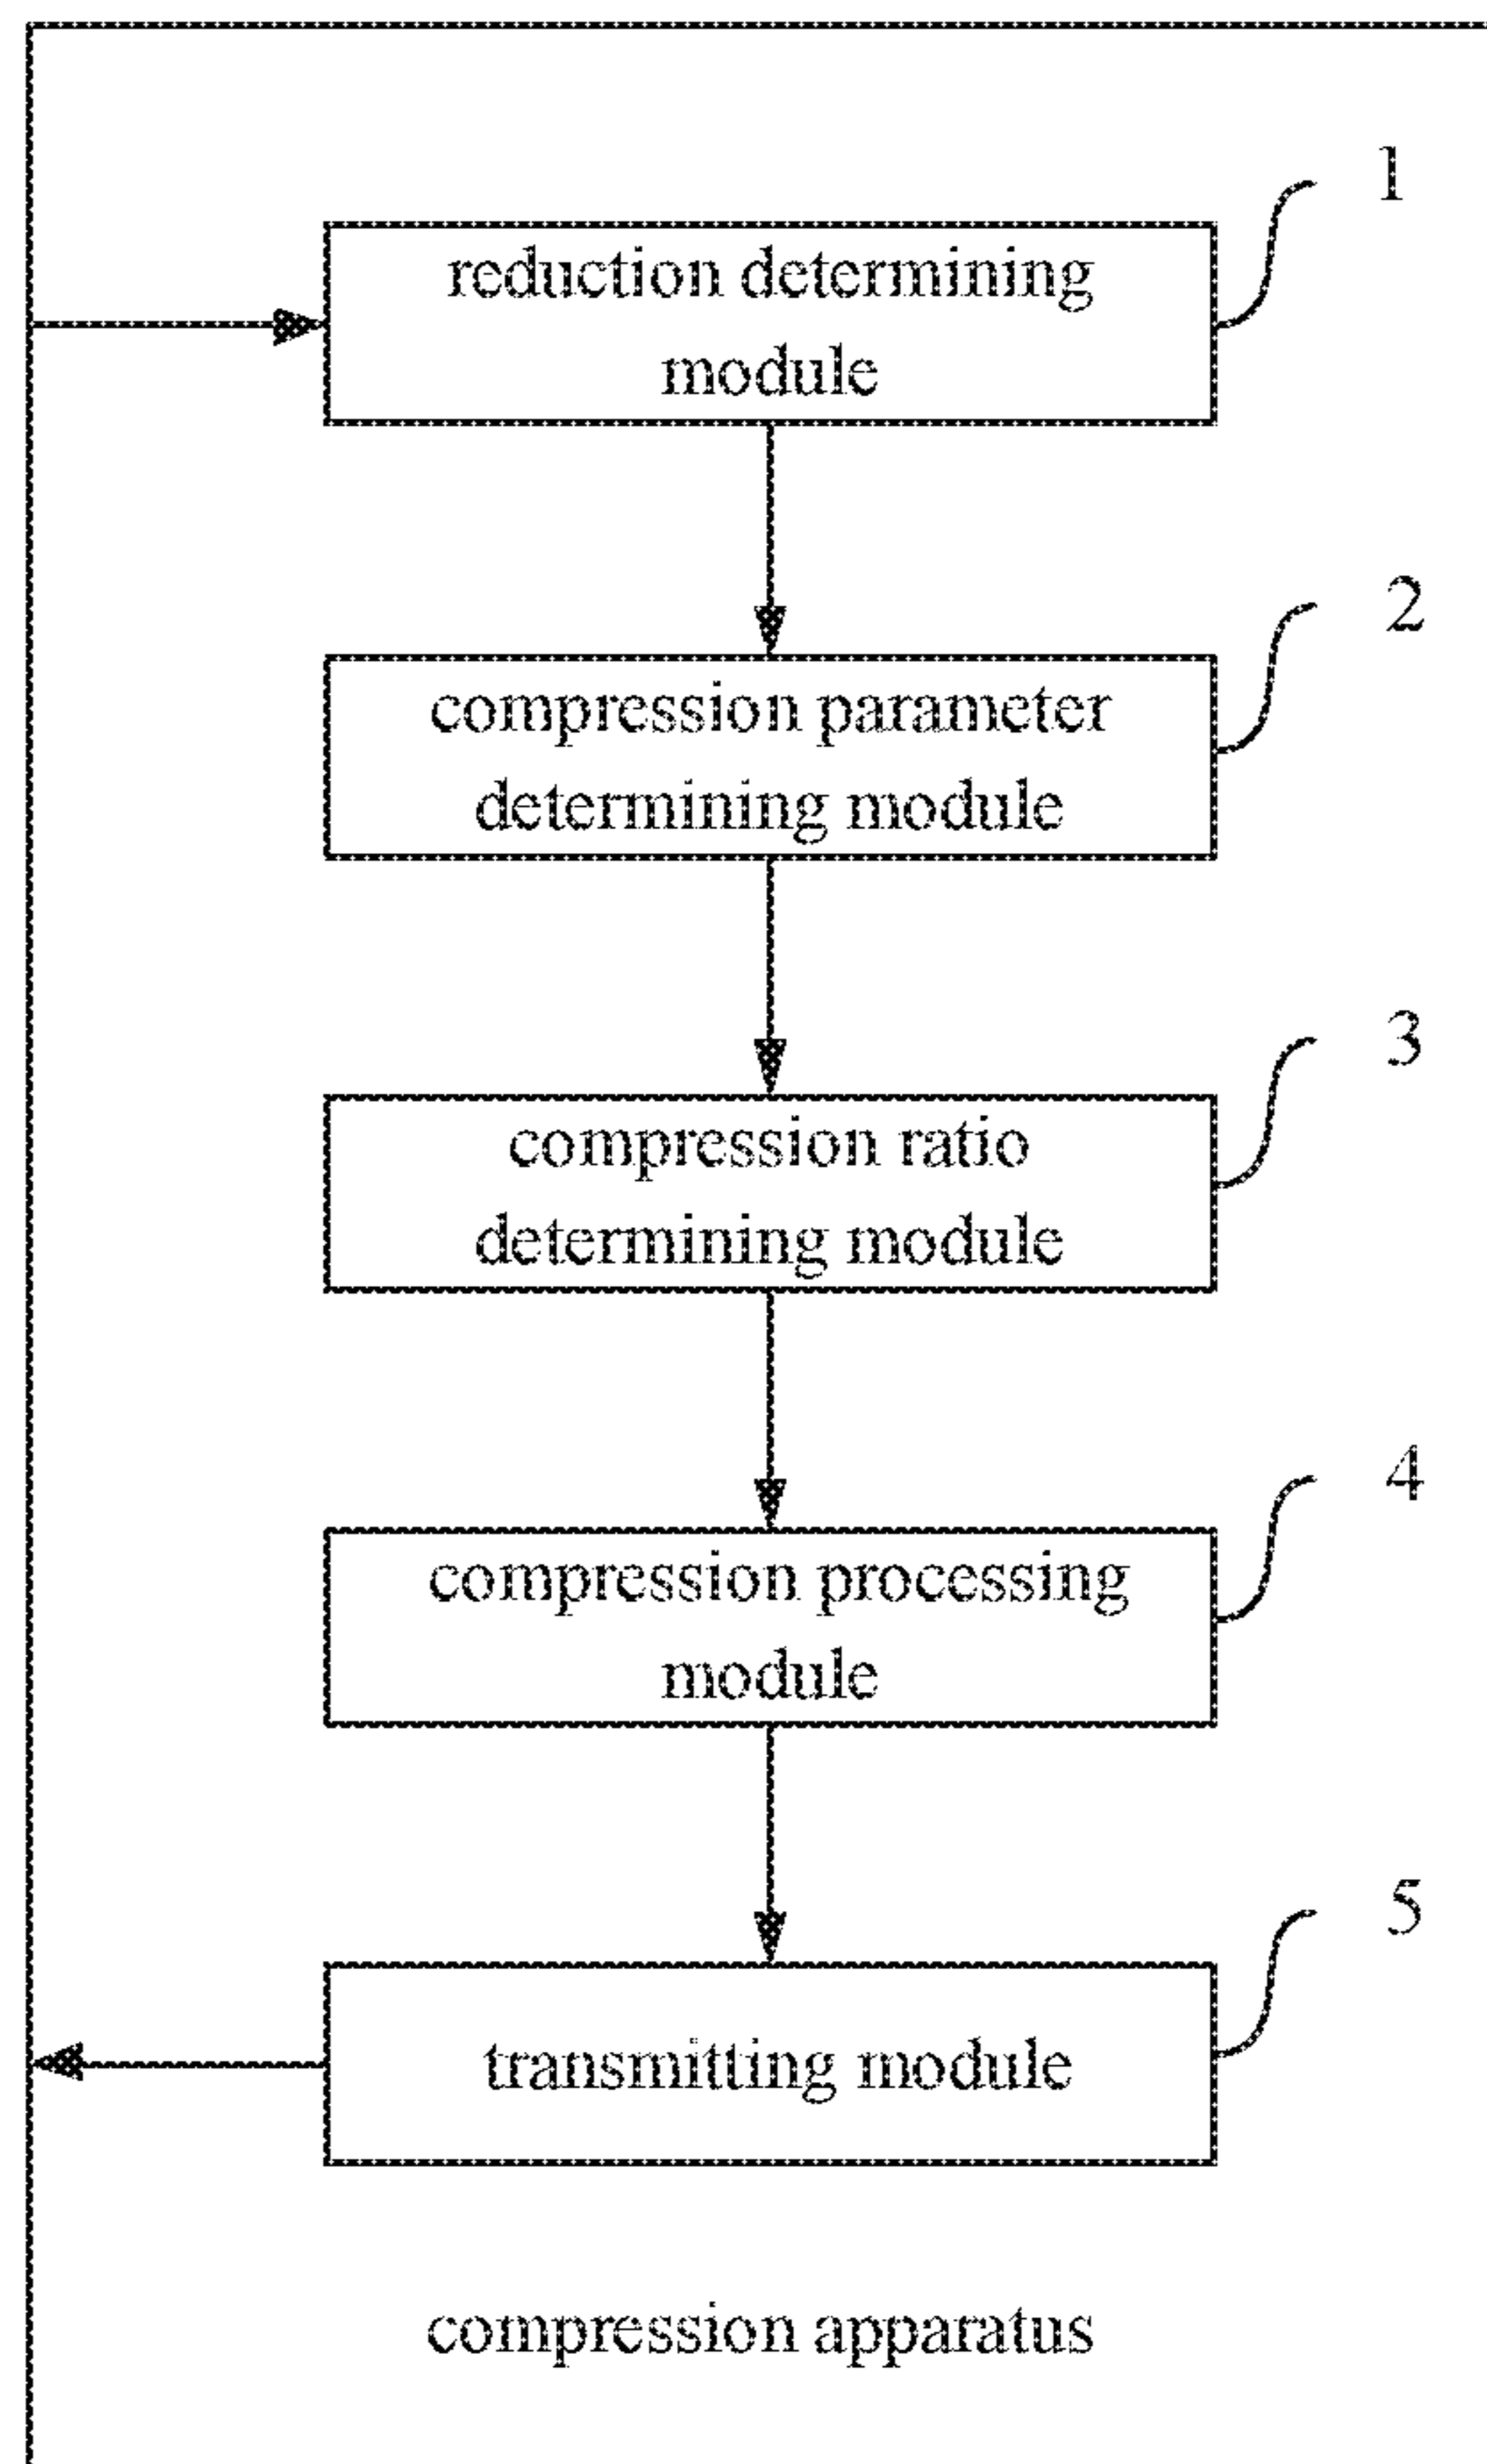 1
reduction determining
module
2
compression parameter
determining module
3
compression ratio
determining module
4
compression processing
module
5
transmitting module
compression apparatus